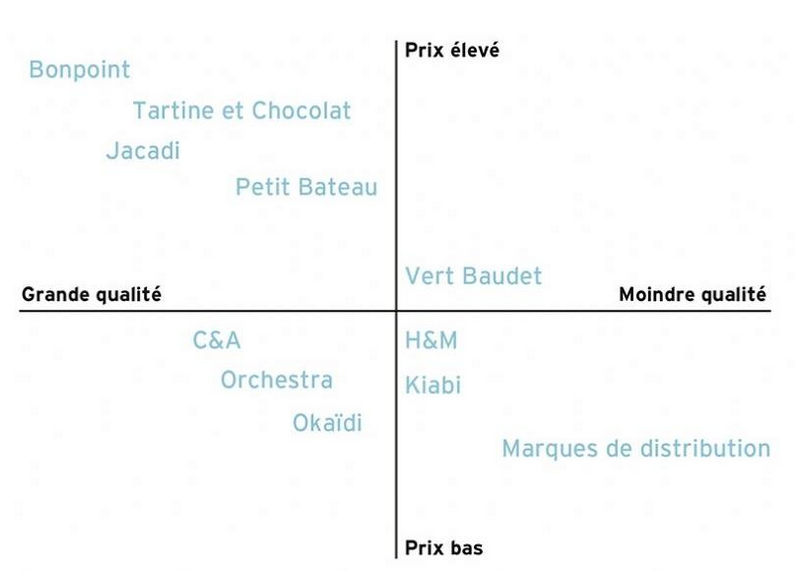 Prix élevé
Bonpoint
Tartine et Chocolat
Jacadi
Petit Bateau
Vert Baudet
Grande qualité
Moindre qualité
C&A
H&M
Orchestra
Kiabi
Okaïdi
Marques de distribution
Prix bas